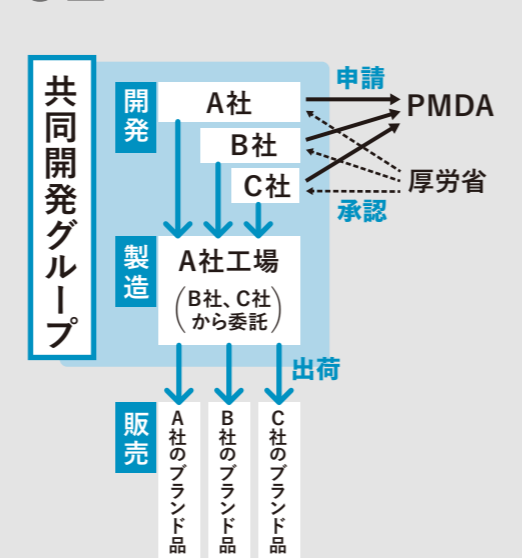 共同開発グループ
開発
A社
B社
C社
申請
PMDA
厚労省
承認
製造
A社工場
(B社、C社
から委託)
出荷
販売
A社のブランド品
B社のブランド品
C社のブランド品